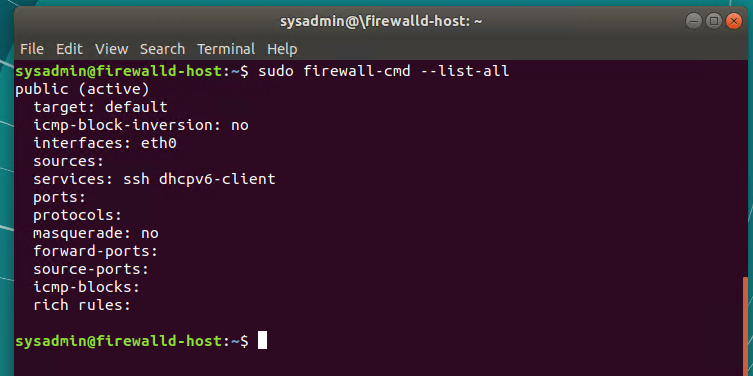 sysadmin@\firewalld-host: ~
File Edit View Search Terminal Help
sysadmin@firewalld-host:~$ sudo firewall-cmd --list-all
public (active)
  target: default
  icmp-block-inversion: no
  interfaces: eth0
  sources:
  services: ssh dhcpv6-client
  ports:
  protocols:
  masquerade: no
  forward-ports:
  source-ports:
  icmp-blocks:
  rich rules:
sysadmin@firewalld-host:~$